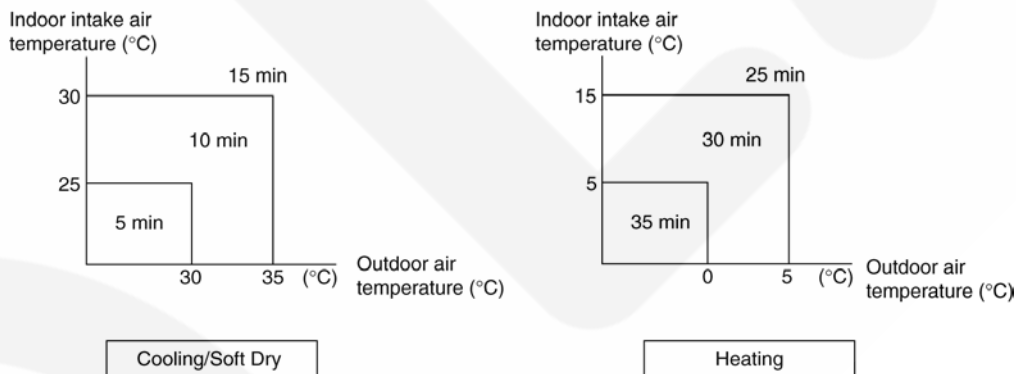 Indoor intake air
temperature (°C)
15 min
30
10 min
25
5 min
30 35 (°C)
Outdoor air
temperature (°C)
Cooling/Soft Dry
Indoor intake air
temperature (°C)
25 min
15
30 min
5
35 min
0 5 (°C)
Outdoor air
temperature (°C)
Heating